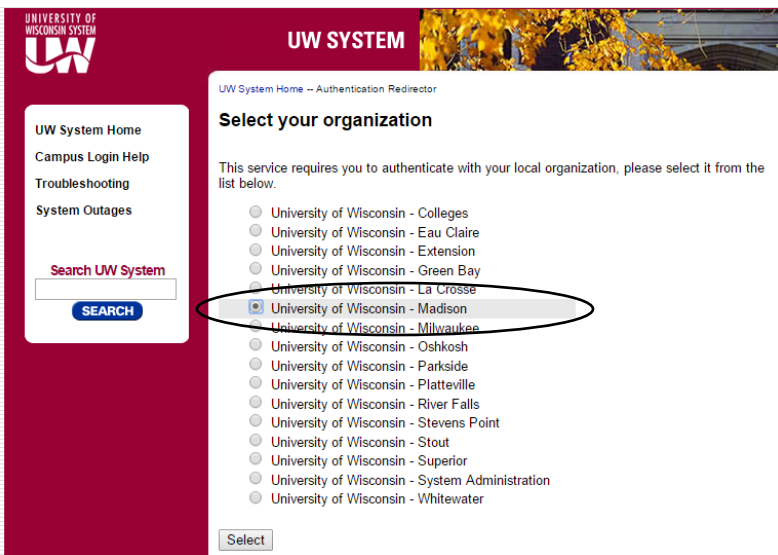 UNIVERSITY OF
WISCONSIN SYSTEM
UW
UW SYSTEM
UW System Home -- Authentication Redirector
UW System Home
Campus Login Help
Troubleshooting
System Outages
Search UW System
SEARCH
Select your organization
This service requires you to authenticate with your local organization, please select it from the
list below.
University of Wisconsin - Colleges
University of Wisconsin - Eau Claire
University of Wisconsin - Extension
University of Wisconsin - Green Bay
University of Wisconsin - La Crosse
University of Wisconsin - Madison
University of Wisconsin - Milwaukee
University of Wisconsin - Oshkosh
University of Wisconsin - Parkside
University of Wisconsin - Platteville
University of Wisconsin - River Falls
University of Wisconsin - Stevens Point
University of Wisconsin - Stout
University of Wisconsin - Superior
University of Wisconsin - System Administration
University of Wisconsin - Whitewater
Select